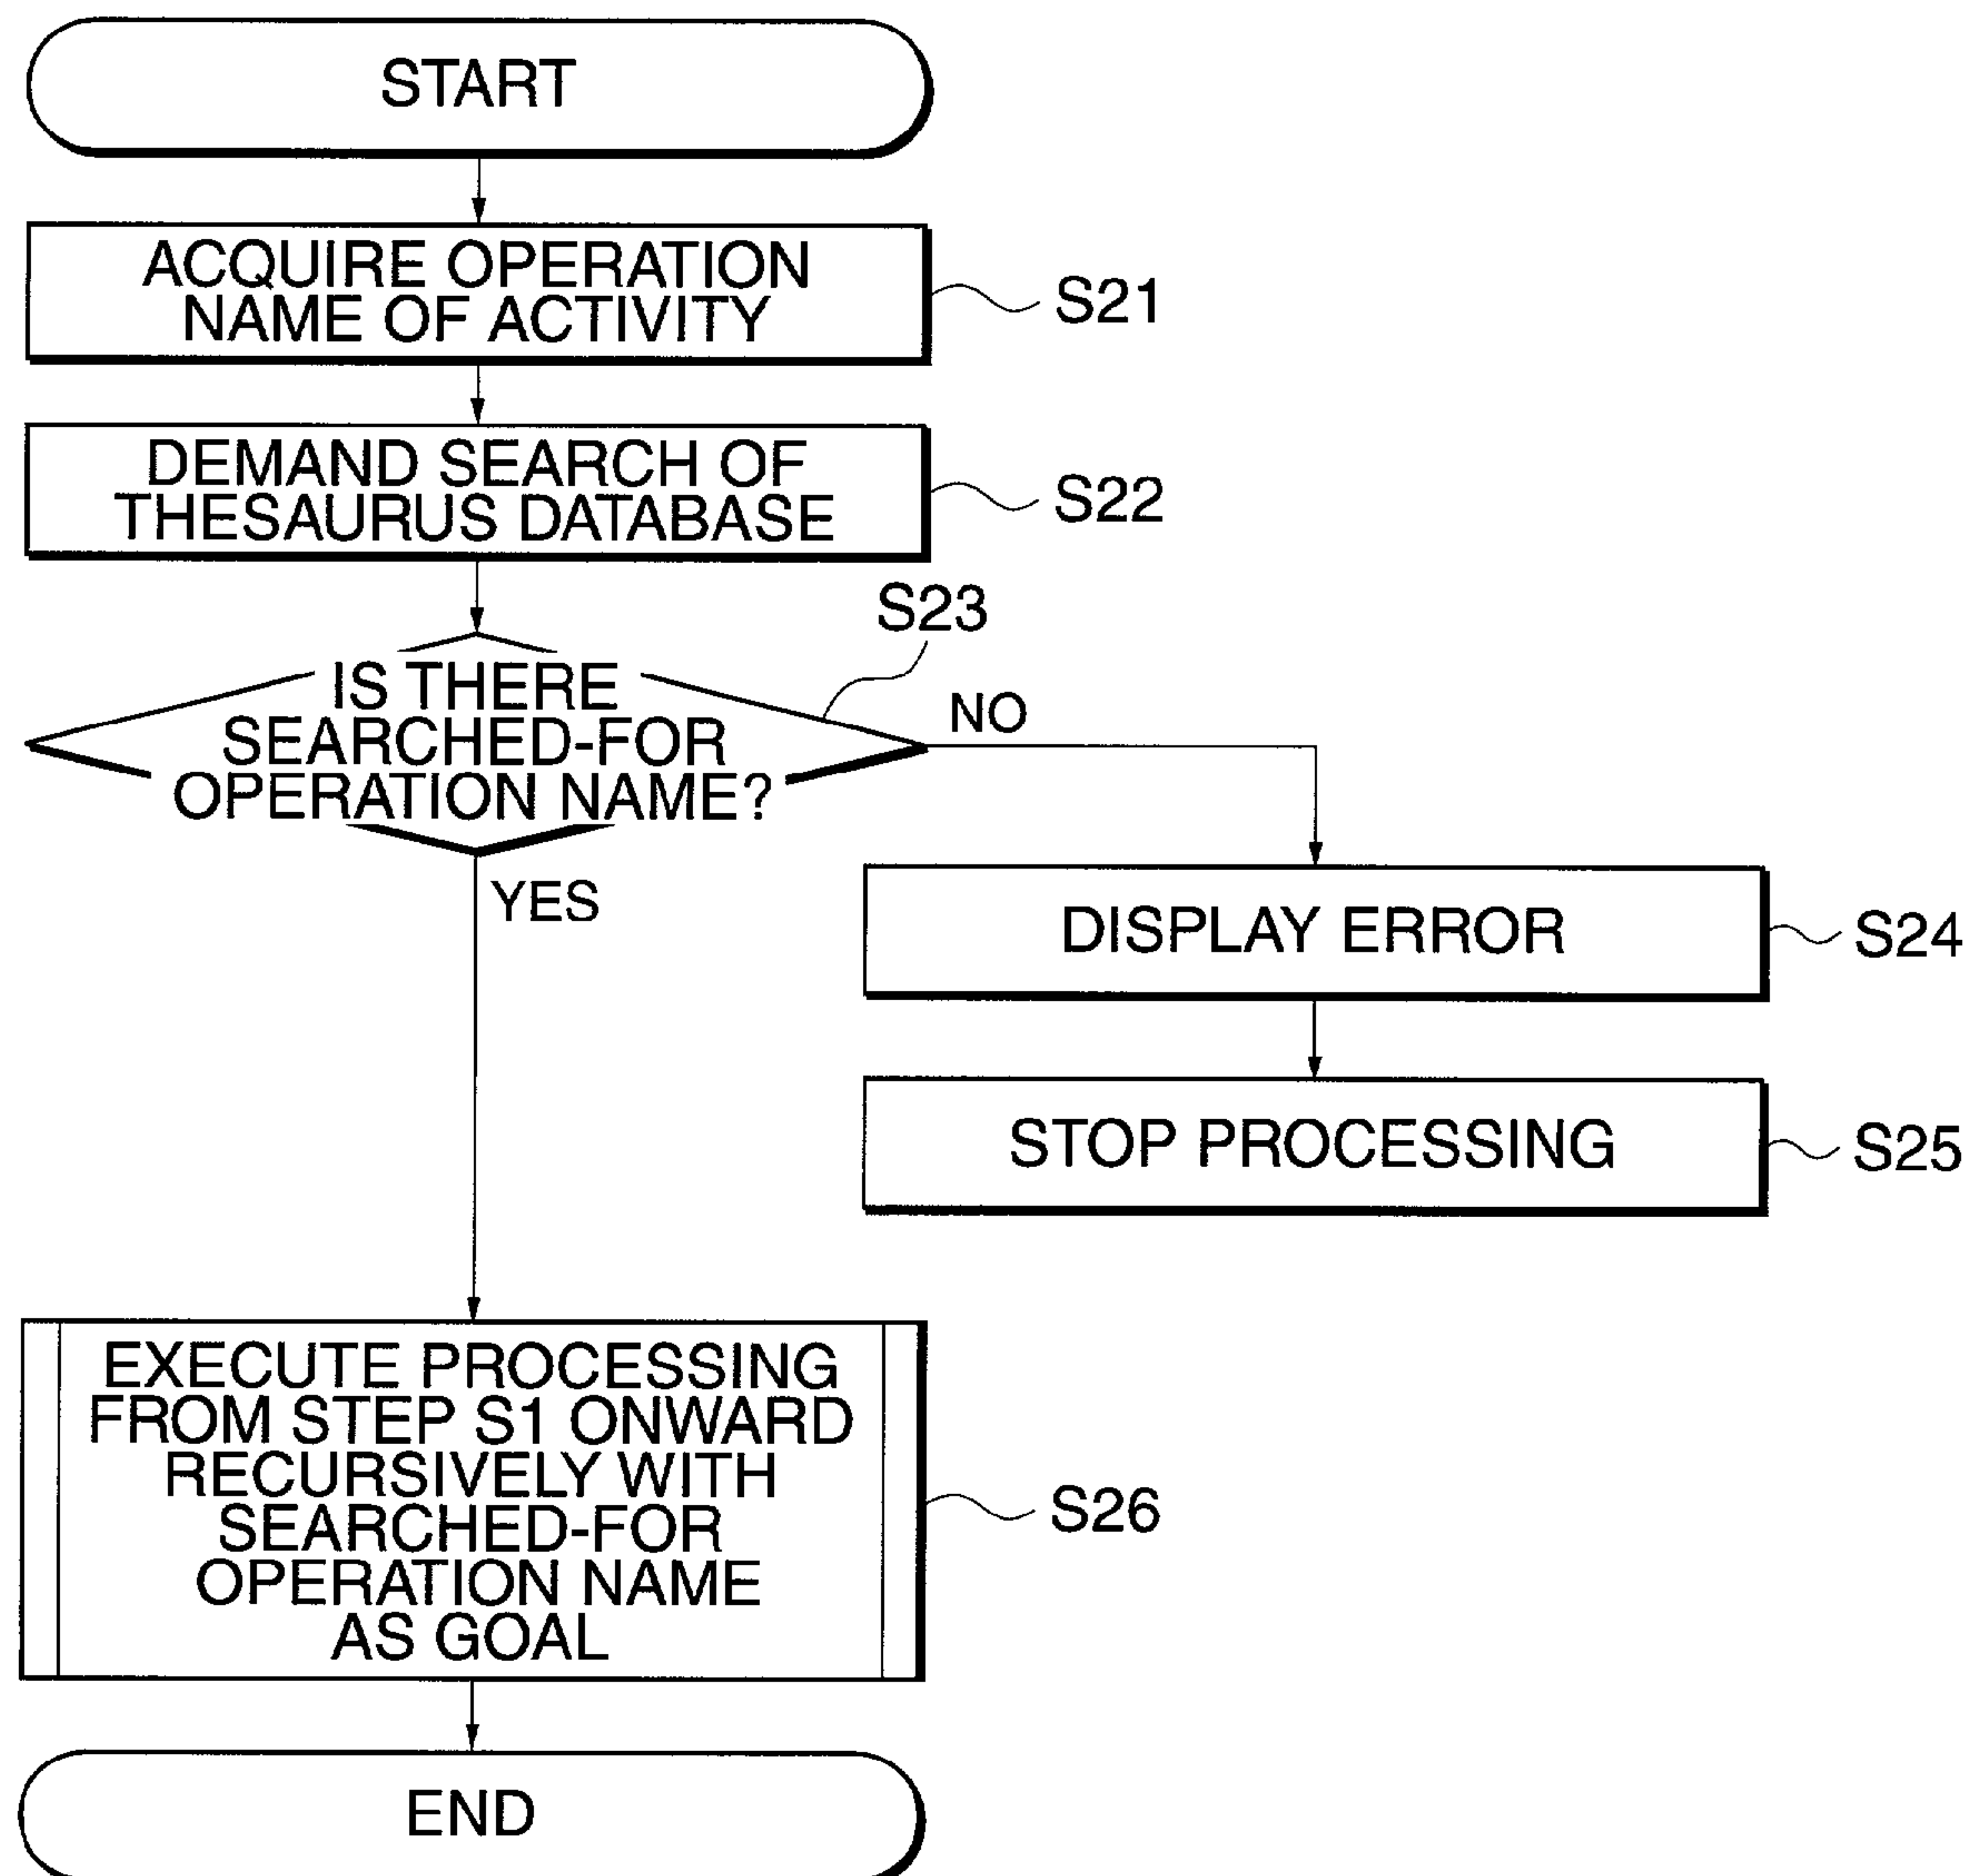 START
ACQUIRE OPERATION
NAME OF ACTIVITY
S21
DEMAND SEARCH OF
THESAURUS DATABASE
S22
S23
IS THERE
SEARCHED-FOR
OPERATION NAME?
NO
YES
DISPLAY ERROR
S24
STOP PROCESSING
S25
EXECUTE PROCESSING
FROM STEP S1 ONWARD
RECURSIVELY WITH
SEARCHED-FOR
OPERATION NAME
AS GOAL
S26
END